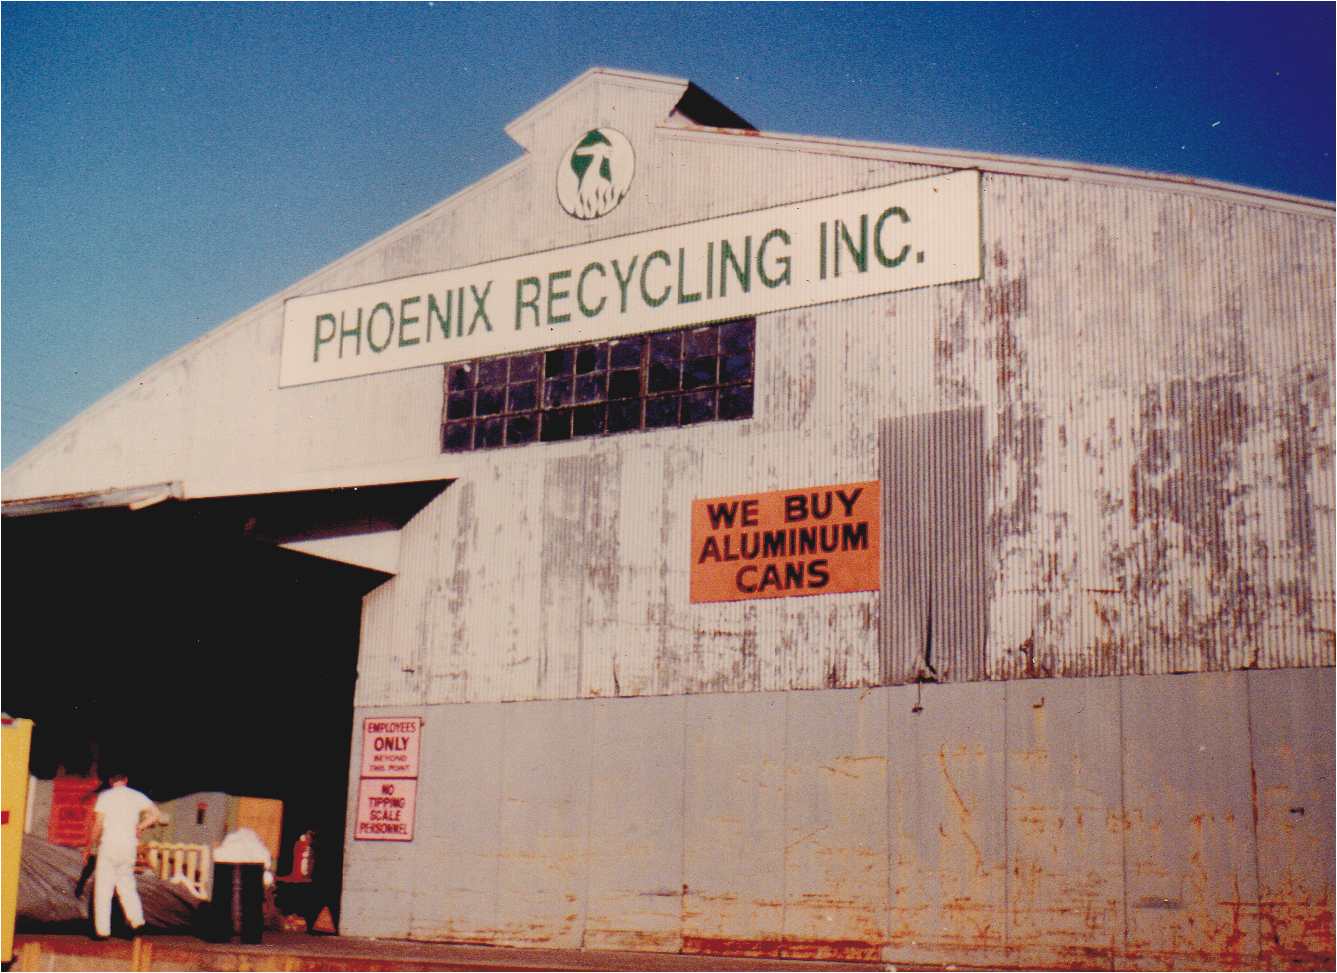 PHOENIX RECYCLING INC.
WE BUY
ALUMINUM
CANS
EMPLOYEES
ONLY
BEYOND
THIS POINT
NO
TIPPING
SCALE
PERSONNEL